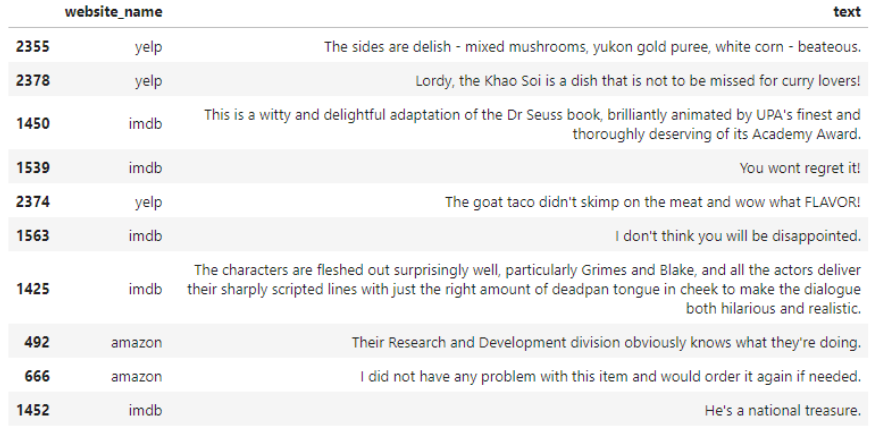 website_name text
2355 yelp The sides are delish - mixed mushrooms, yukon gold puree, white corn - beateous.
2378 yelp Lordy, the Khao Soi is a dish that is not to be missed for curry lovers!
1450 imdb This is a witty and delightful adaptation of the Dr Seuss book, brilliantly animated by UPA's finest and
thoroughly deserving of its Academy Award.
1539 imdb You wont regret it!
2374 yelp The goat taco didn't skimp on the meat and wow what FLAVOR!
1563 imdb I don't think you will be disappointed.
1425 imdb The characters are fleshed out surprisingly well, particularly Grimes and Blake, and all the actors deliver
their sharply scripted lines with just the right amount of deadpan tongue in cheek to make the dialogue
both hilarious and realistic.
492 amazon Their Research and Development division obviously knows what they're doing.
666 amazon I did not have any problem with this item and would order it again if needed.
1452 imdb He's a national treasure.